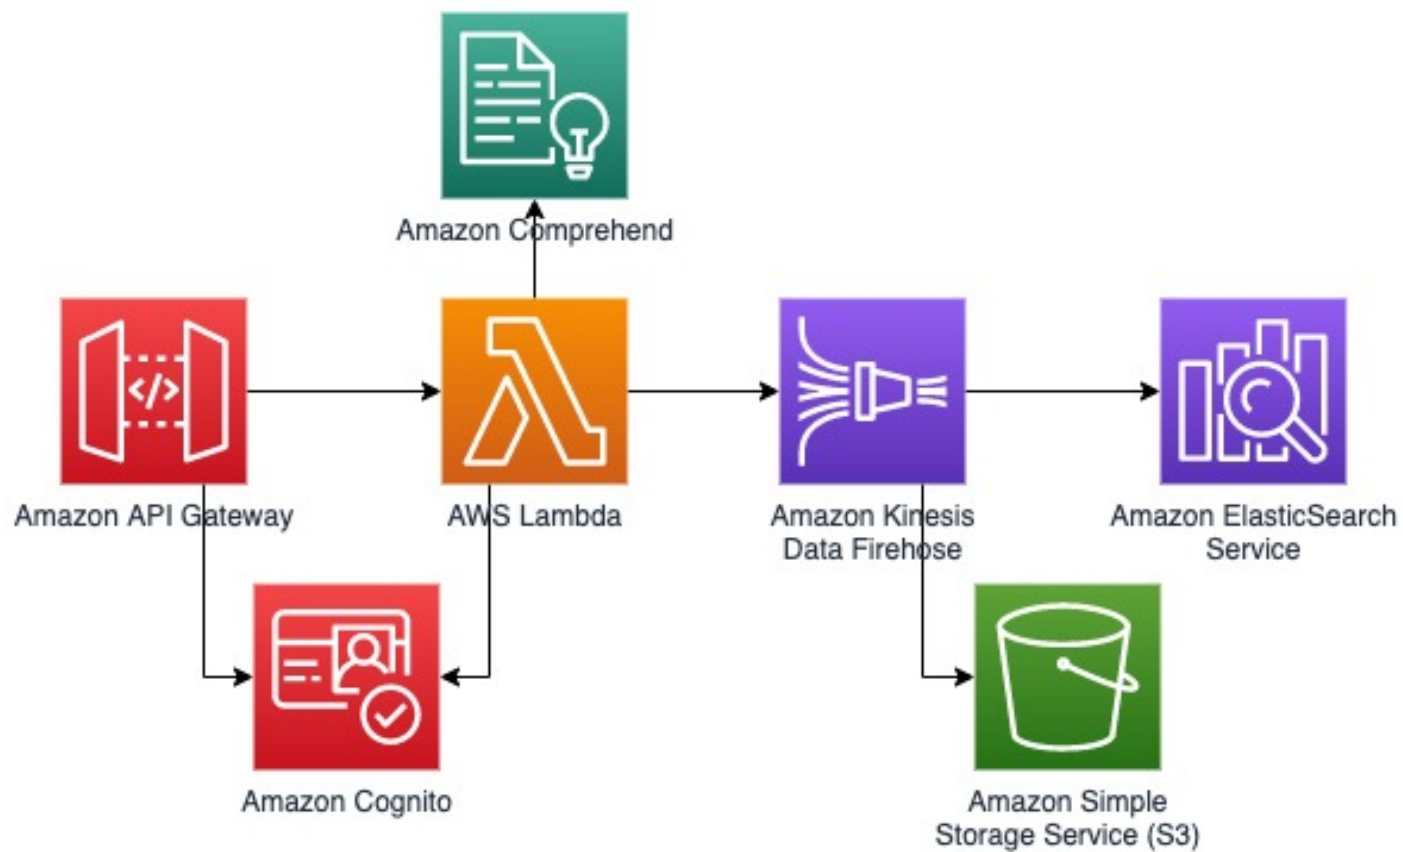 Amazon Comprehend
</>
Amazon API Gateway
AWS Lambda
Amazon Kinesis
Data Firehose
Amazon ElasticSearch
Service
Amazon Cognito
Amazon Simple
Storage Service (S3)